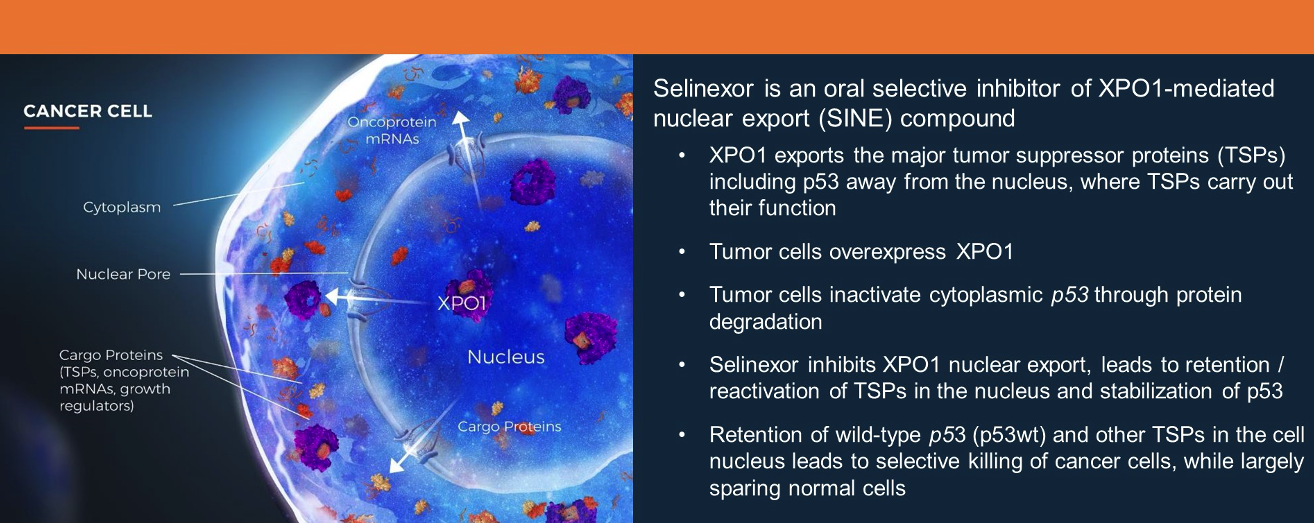 CANCER CELL
Oncoprotein
mRNAs
Cytoplasm
Nuclear Pore
XPO1
Nucleus
Cargo Proteins
(TSPs, oncoprotein
mRNAs, growth
regulators)
Cargo Proteins
Selinexor is an oral selective inhibitor of XPO1-mediated
nuclear export (SINE) compound
• XPO1 exports the major tumor suppressor proteins (TSPs)
including p53 away from the nucleus, where TSPs carry out
their function
• Tumor cells overexpress XPO1
• Tumor cells inactivate cytoplasmic p53 through protein
degradation
• Selinexor inhibits XPO1 nuclear export, leads to retention /
reactivation of TSPs in the nucleus and stabilization of p53
• Retention of wild-type p53 (p53wt) and other TSPs in the cell
nucleus leads to selective killing of cancer cells, while largely
sparing normal cells